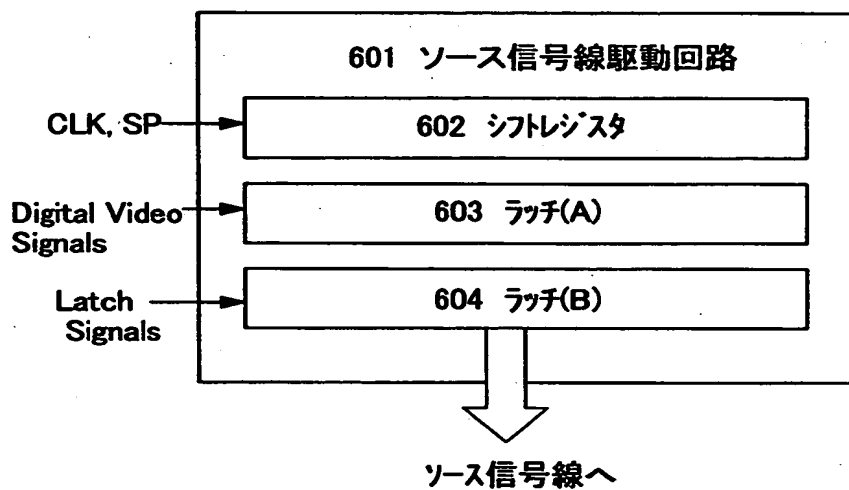 601 ソース信号線駆動回路
CLK, SP
602 シフトレジスタ
Digital Video
Signals
603 ラッチ(A)
Latch
Signals
604 ラッチ(B)
ソース信号線へ